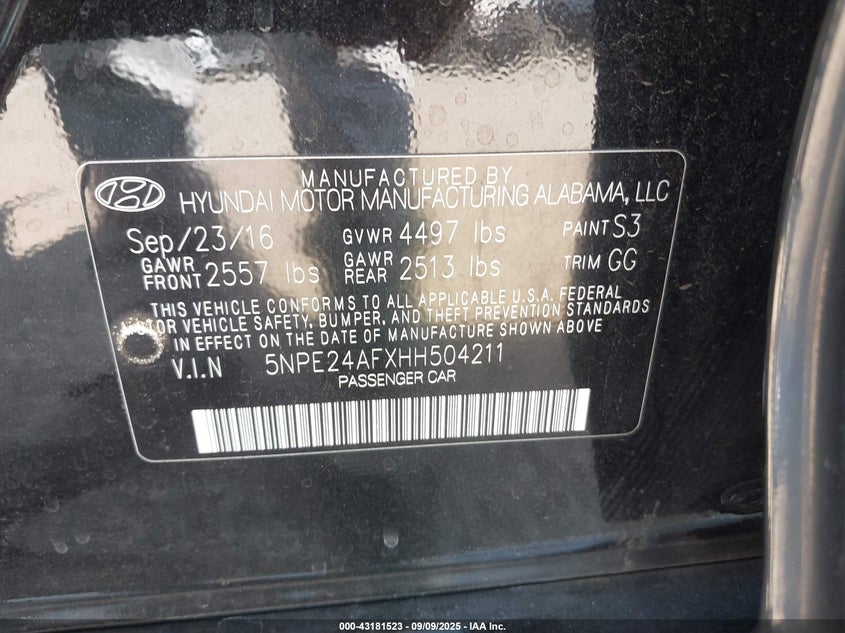 MANUFACTURED BY
HYUNDAI MOTOR MANUFACTURING ALABAMA, LLC
Sep/23/16 GVWR 4497 lbs PAINT S3
GAWR FRONT 2557 lbs GAWR REAR 2513 lbs TRIM GG
THIS VEHICLE CONFORMS TO ALL APPLICABLE U.S.A. FEDERAL
MOTOR VEHICLE SAFETY, BUMPER, AND THEFT PREVENTION STANDARDS
IN EFFECT ON THE DATE OF MANUFACTURE SHOWN ABOVE
V.I.N 5NPE24AFXHH504211
PASSENGER CAR
000-43181523 | 09/09/2025 - IAA Inc.